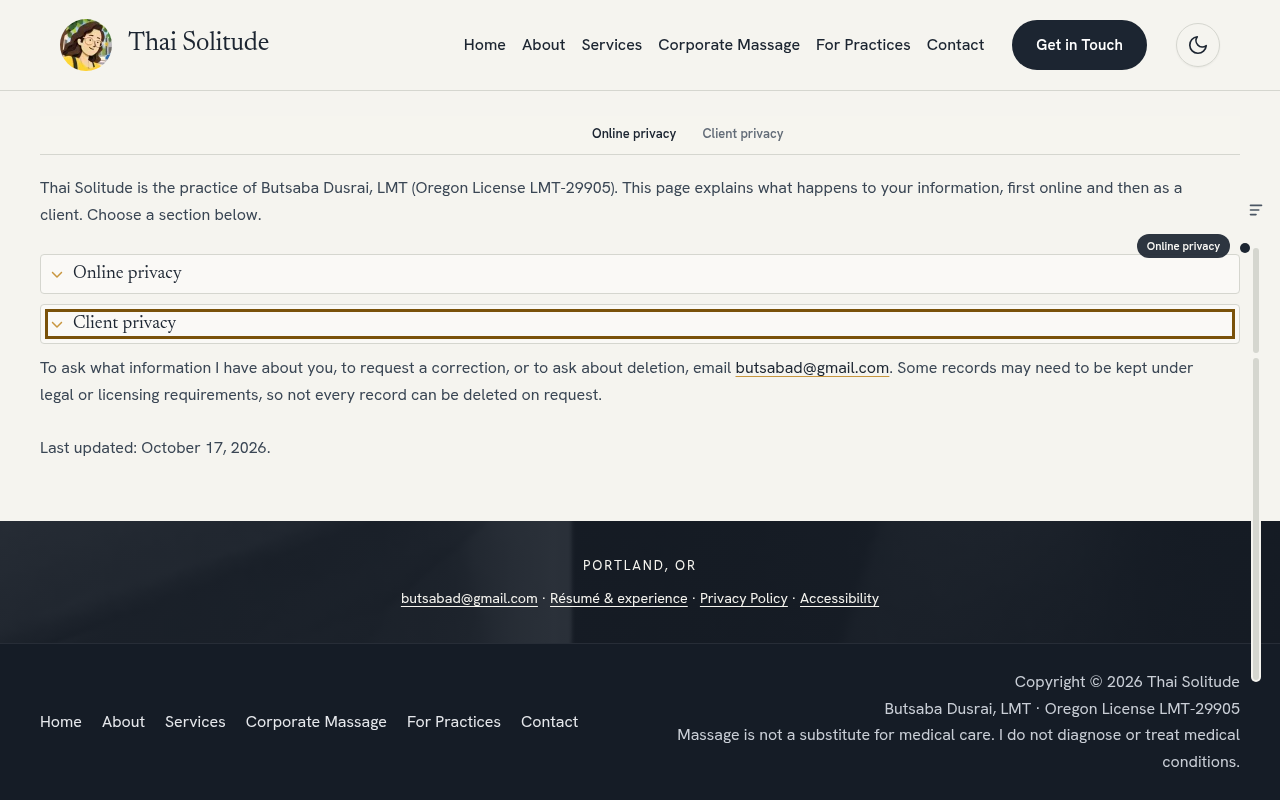 Thai Solitude
Home About Services Corporate Massage For Practices Contact Get in Touch
Online privacy Client privacy
Thai Solitude is the practice of Butsaba Dusrai, LMT (Oregon License LMT-29905). This page explains what happens to your information, first online and then as a
client. Choose a section below.
Online privacy
Online privacy
Client privacy
To ask what information I have about you, to request a correction, or to ask about deletion, email butsabad@gmail.com. Some records may need to be kept under
legal or licensing requirements, so not every record can be deleted on request.
Last updated: October 17, 2026.
PORTLAND, OR
butsabad@gmail.com · Résumé & experience · Privacy Policy · Accessibility
Home About Services Corporate Massage For Practices Contact
Copyright © 2026 Thai Solitude
Butsaba Dusrai, LMT · Oregon License LMT-29905
Massage is not a substitute for medical care. I do not diagnose or treat medical
conditions.